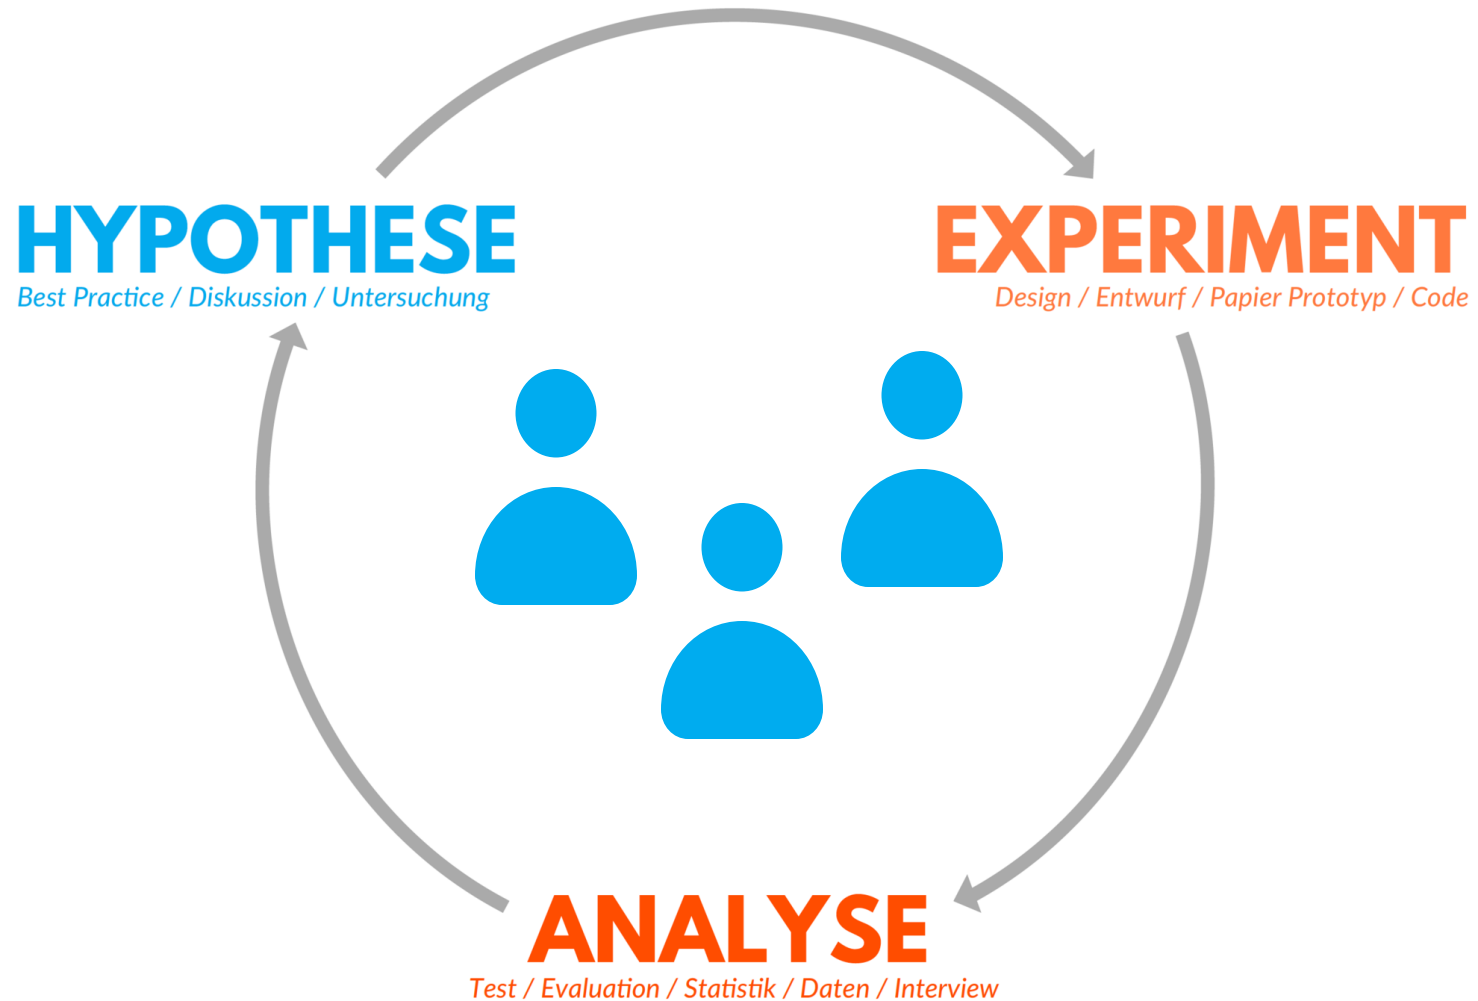 HYPOTHESE
Best Practice / Diskussion / Untersuchung
EXPERIMENT
Design / Entwurf / Papier Prototyp / Code
ANALYSE
Test / Evaluation / Statistik / Daten / Interview